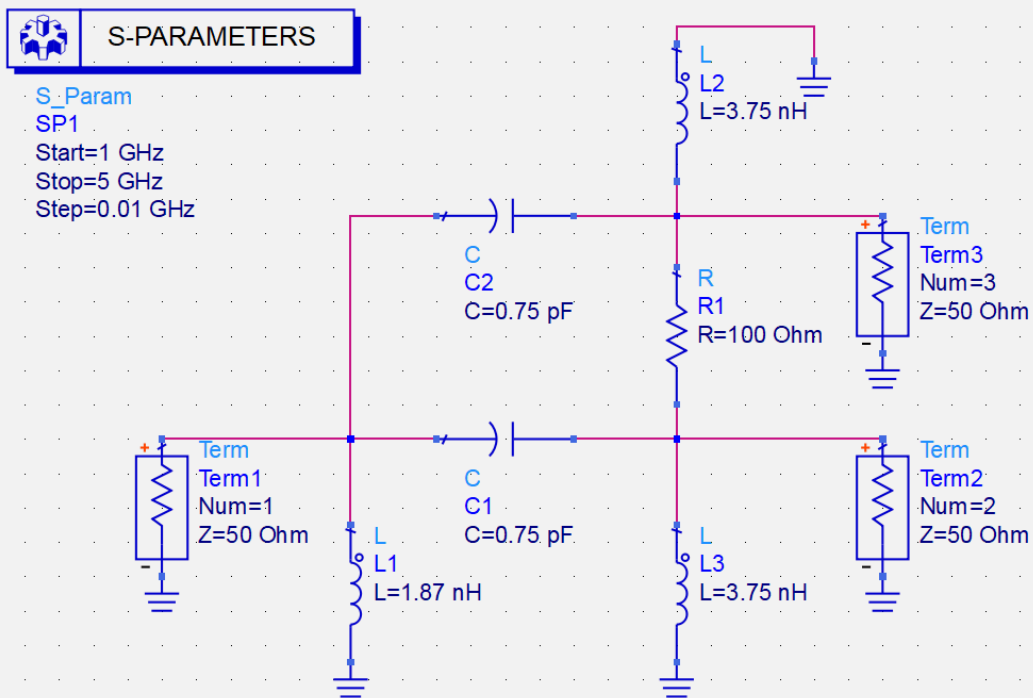 S-PARAMETERS
S_Param
SP1
Start=1 GHz
Stop=5 GHz
Step=0.01 GHz
L
L2
L=3.75 nH
C
C2
C=0.75 pF
R
R1
R=100 Ohm
+
Term
Term3
Num=3
Z=50 Ohm
-
+
Term
Term1
Num=1
Z=50 Ohm
-
L
L1
L=1.87 nH
C
C1
C=0.75 pF
L
L3
L=3.75 nH
+
Term
Term2
Num=2
Z=50 Ohm
-